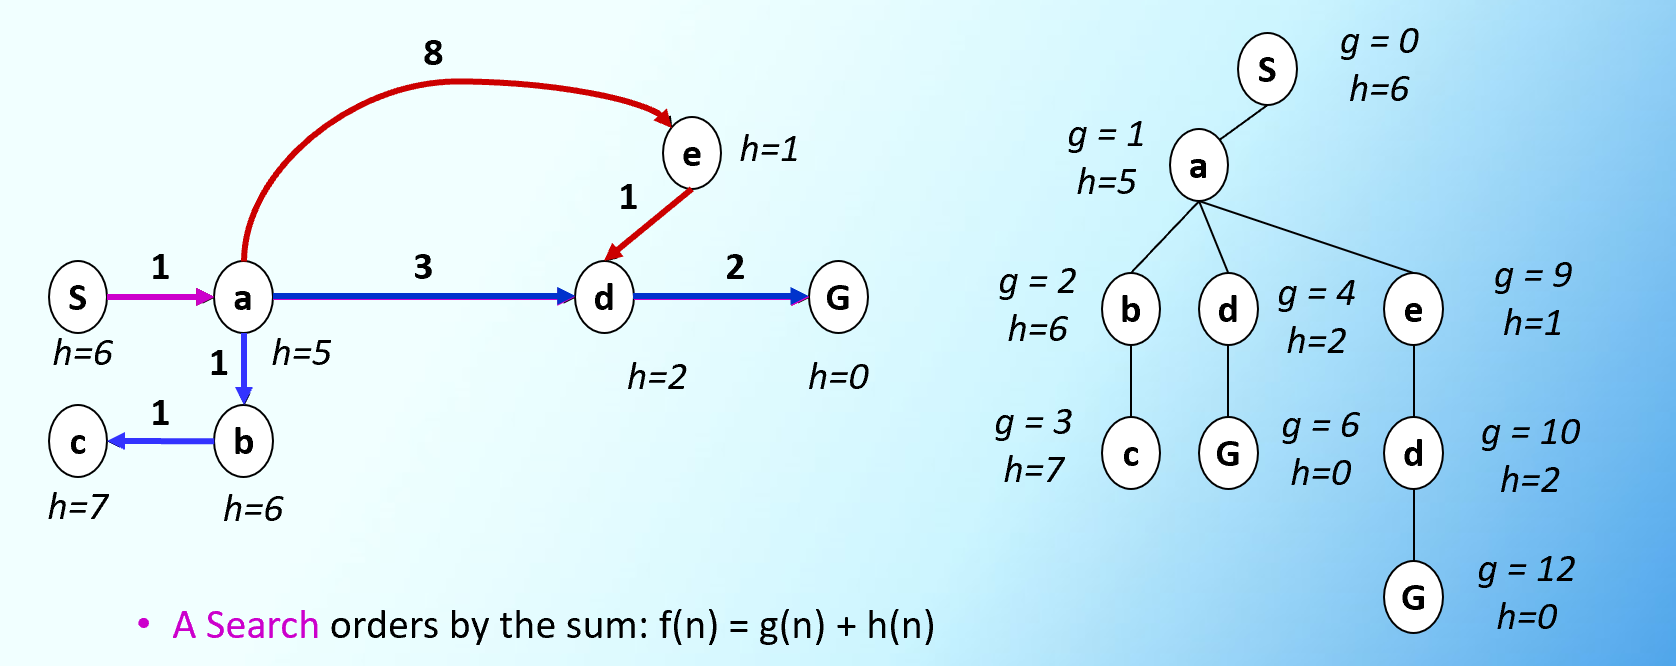 8
e
h=1
1
S
1
a
3
d
2
G
h=6
1
h=5
h=2
h=0
c
1
b
h=7
h=6
S
g = 0
h=6
g = 1
h=5
a
g = 2
h=6
b
d
g = 4
h=2
e
g = 9
h=1
g = 3
h=7
c
G
g = 6
h=0
d
g = 10
h=2
G
g = 12
h=0
• A Search orders by the sum: f(n) = g(n) + h(n)